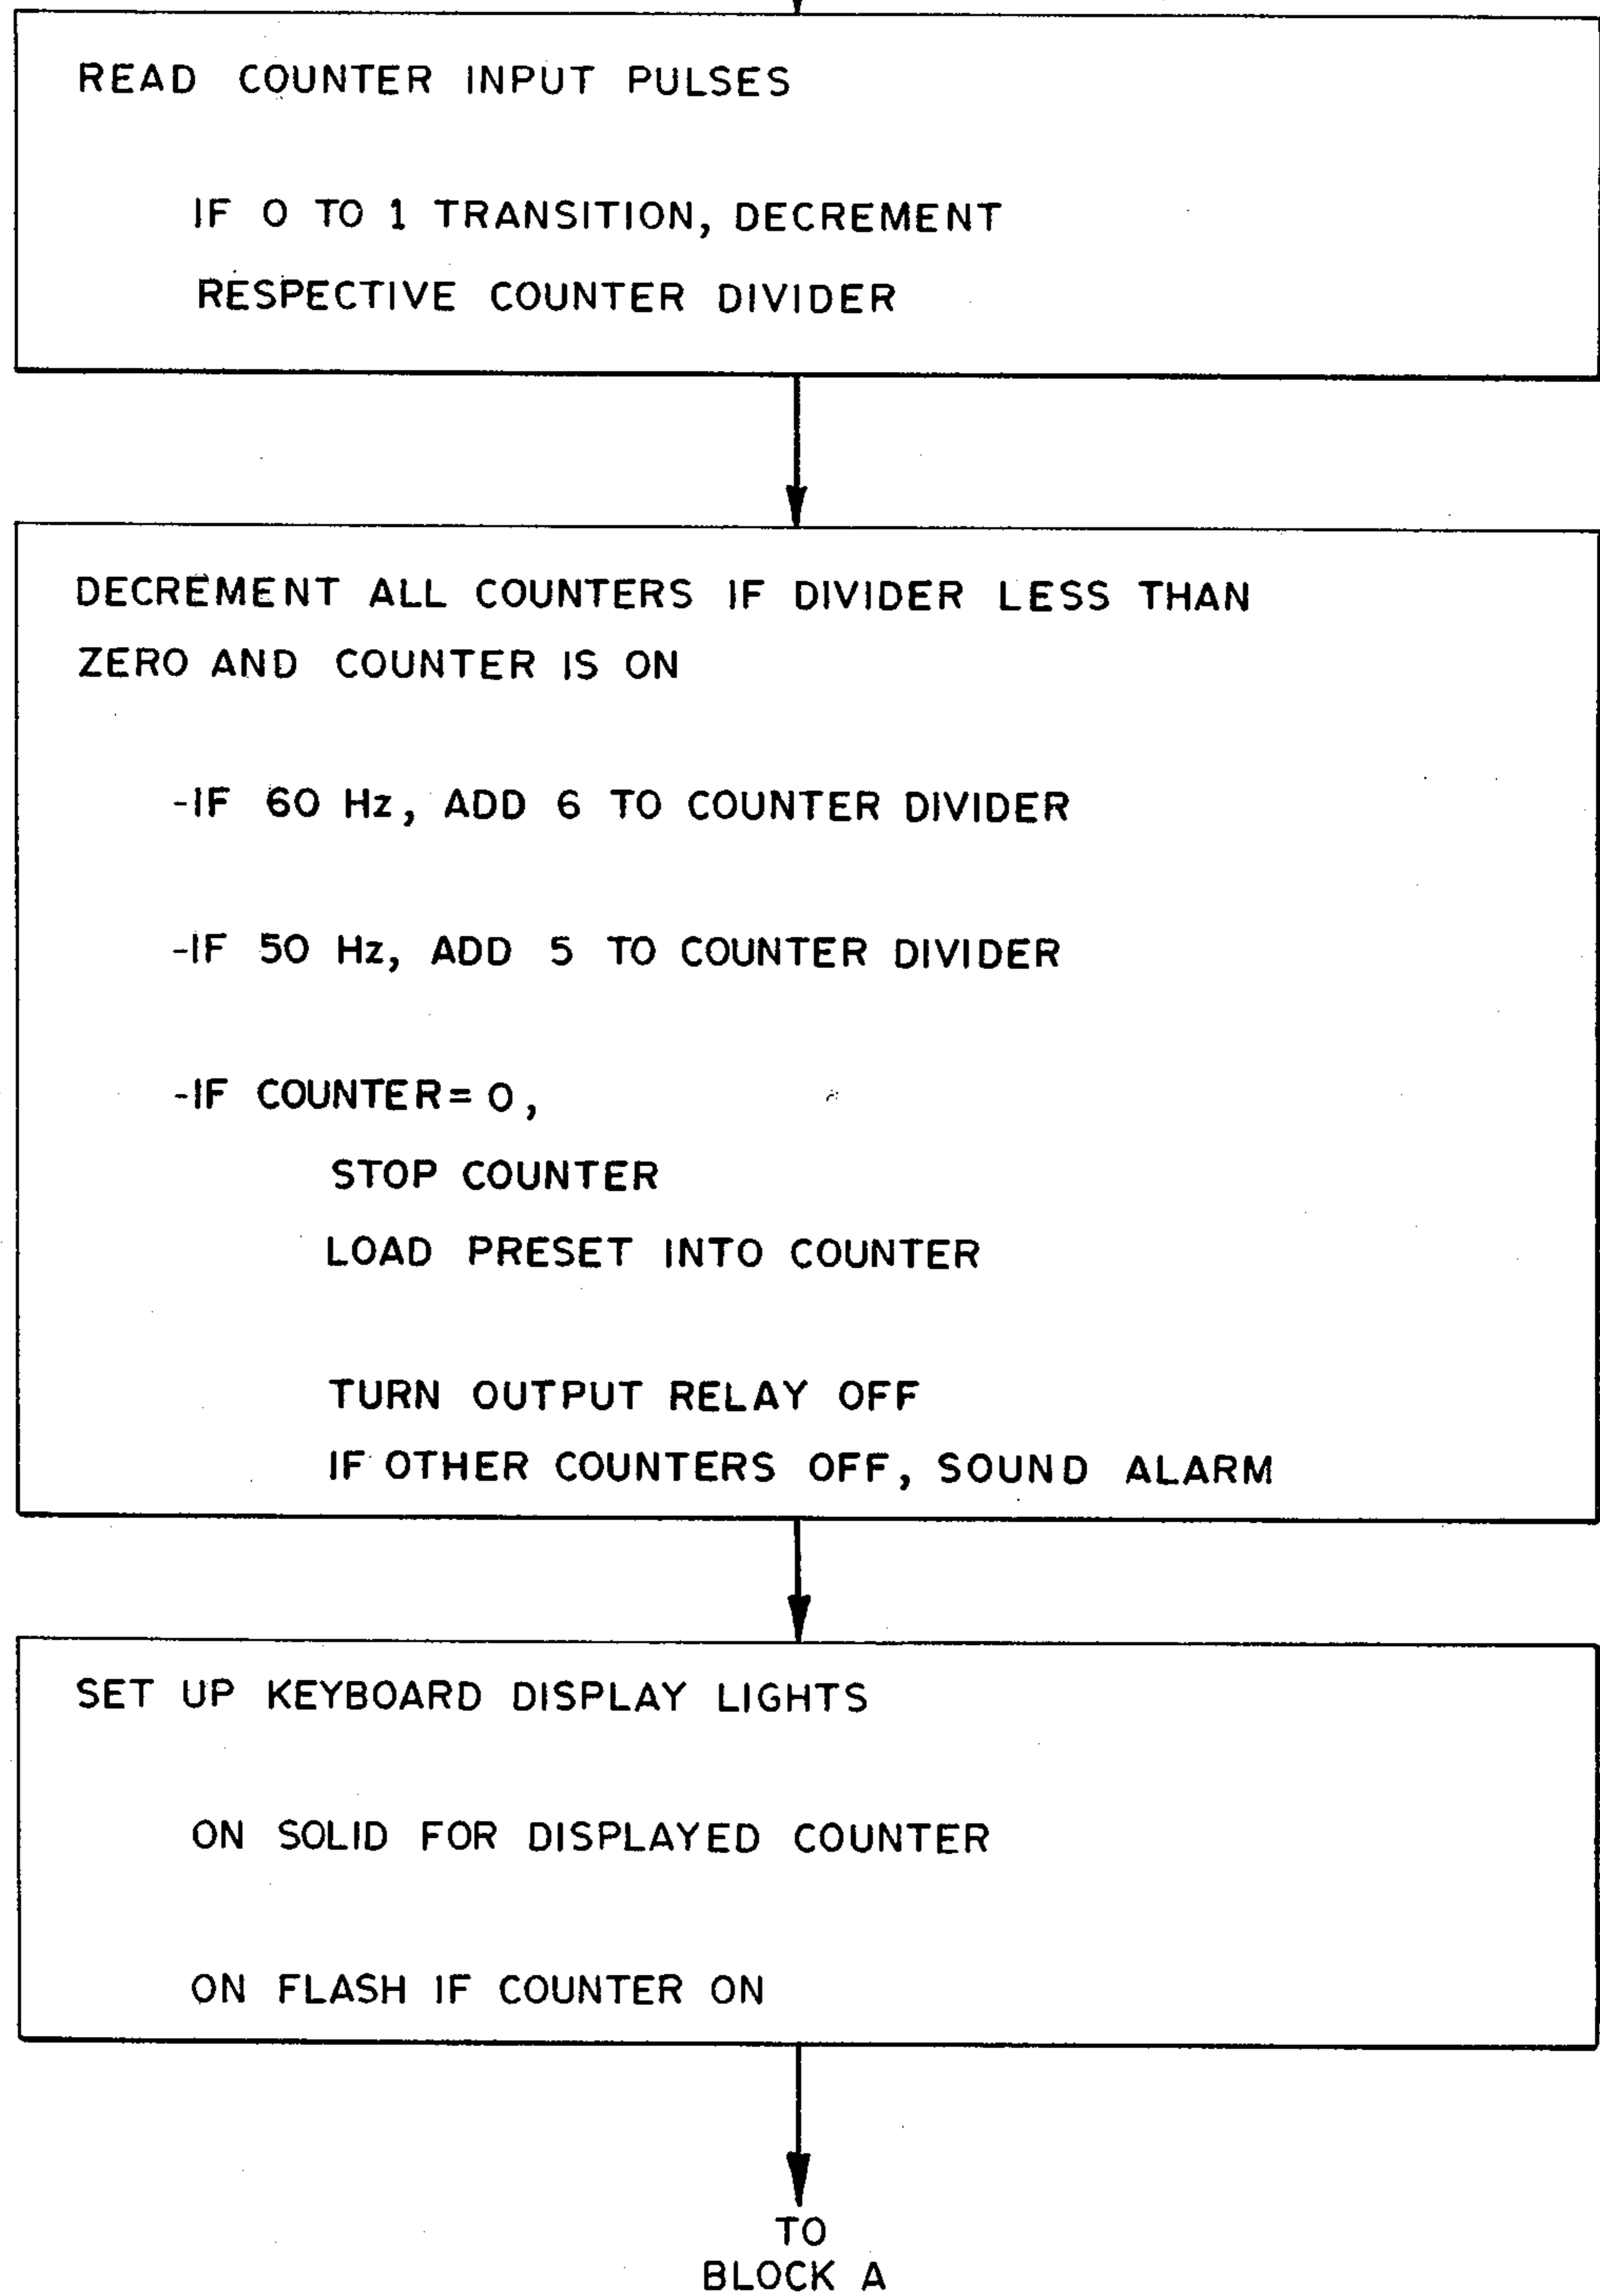 READ COUNTER INPUT PULSES
IF 0 TO 1 TRANSITION, DECREMENT
RESPECTIVE COUNTER DIVIDER
DECREMENT ALL COUNTERS IF DIVIDER LESS THAN
ZERO AND COUNTER IS ON
-IF 60 Hz, ADD 6 TO COUNTER DIVIDER
-IF 50 Hz, ADD 5 TO COUNTER DIVIDER
-IF COUNTER= 0,
STOP COUNTER
LOAD PRESET INTO COUNTER
TURN OUTPUT RELAY OFF
IF OTHER COUNTERS OFF, SOUND ALARM
SET UP KEYBOARD DISPLAY LIGHTS
ON SOLID FOR DISPLAYED COUNTER
ON FLASH IF COUNTER ON
TO
BLOCK A